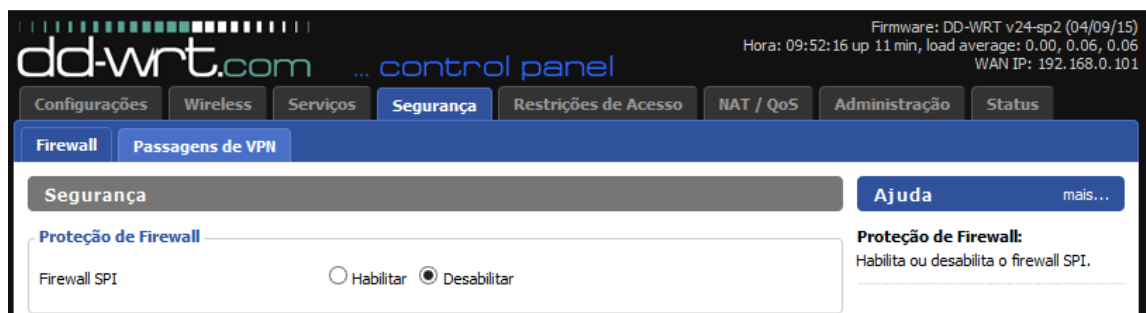 Firmware: DD-WRT v24-sp2 (04/09/15)
Hora: 09:52:16 up 11 min, load average: 0.00, 0.06, 0.06
WAN IP: 192.168.0.101
dd-wrt.com ... control panel
Configurações Wireless Serviços Segurança Restrições de Acesso NAT / QoS Administração Status
Firewall Passagens de VPN
Segurança
Proteção de Firewall
Firewall SPI Habilitar Desabilitar
Ajuda mais...
Proteção de Firewall:
Habilita ou desabilita o firewall SPI.